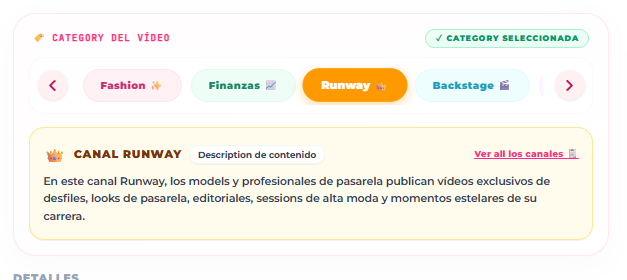 CATEGORY DEL VÍDEO
✓ CATEGORY SELECCIONADA
Fashion
Finanzas
Runway
Backstage
CANAL RUNWAY
Description de contenido
Ver all los canales
En este canal Runway, los models y profesionales de pasarela publican vídeos exclusivos de
desfiles, looks de pasarela, editoriales, sessions de alta moda y momentos estelares de su
carrera.
DETALLES